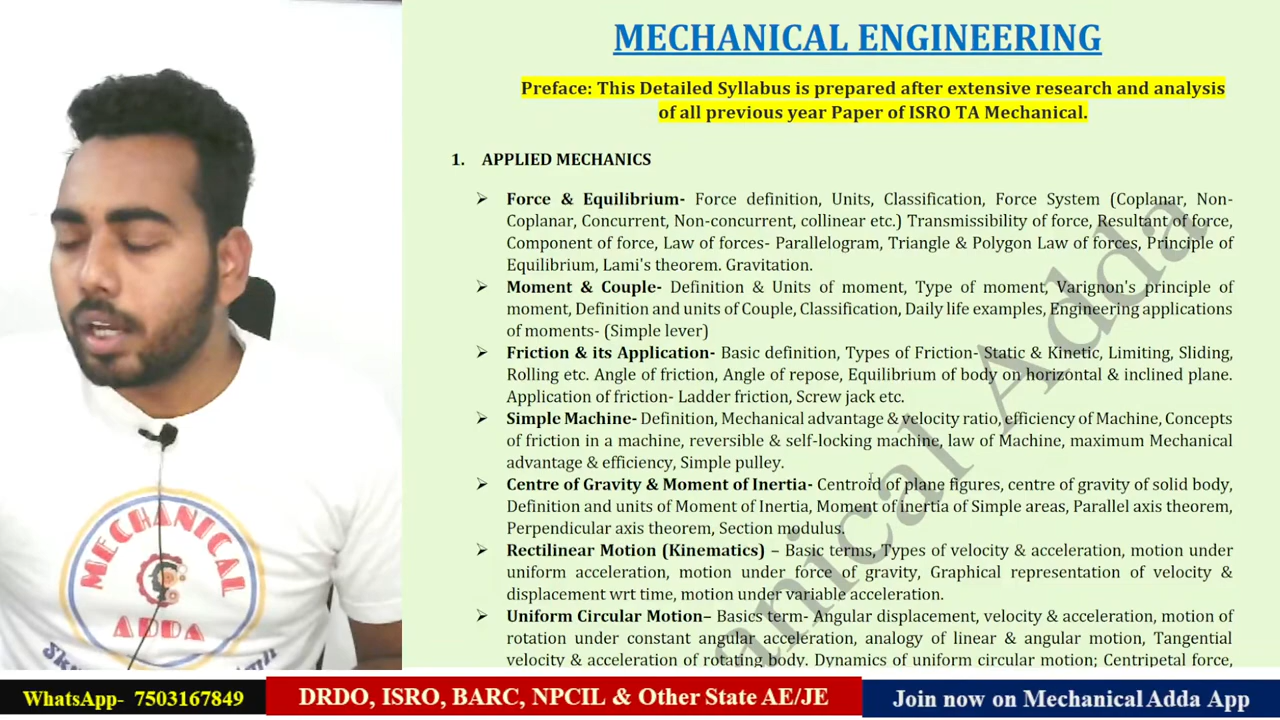 MECHANICAL ENGINEERING
Preface: This Detailed Syllabus is prepared after extensive research and analysis
of all previous year Paper of ISRO TA Mechanical.
1. APPLIED MECHANICS
➢ Force & Equilibrium- Force definition, Units, Classification, Force System (Coplanar, Non-
Coplanar, Concurrent, Non-concurrent, collinear etc.) Transmissibility of force, Resultant of force,
Component of force, Law of forces- Parallelogram, Triangle & Polygon Law of forces, Principle of
Equilibrium, Lami's theorem. Gravitation.
➢ Moment & Couple- Definition & Units of moment, Type of moment, Varignon's principle of
moment, Definition and units of Couple, Classification, Daily life examples, Engineering applications
of moments- (Simple lever)
➢ Friction & its Application- Basic definition, Types of Friction- Static & Kinetic, Limiting, Sliding,
Rolling etc. Angle of friction, Angle of repose, Equilibrium of body on horizontal & inclined plane.
Application of friction- Ladder friction, Screw jack etc.
➢ Simple Machine- Definition, Mechanical advantage & velocity ratio, efficiency of Machine, Concepts
of friction in a machine, reversible & self-locking machine, law of Machine, maximum Mechanical
advantage & efficiency, Simple pulley.
➢ Centre of Gravity & Moment of Inertia- Centroid of plane figures, centre of gravity of solid body,
Definition and units of Moment of Inertia, Moment of inertia of Simple areas, Parallel axis theorem,
Perpendicular axis theorem, Section modulus.
➢ Rectilinear Motion (Kinematics) – Basic terms, Types of velocity & acceleration, motion under
uniform acceleration, motion under force of gravity, Graphical representation of velocity &
displacement wrt time, motion under variable acceleration.
➢ Uniform Circular Motion– Basics term- Angular displacement, velocity & acceleration, motion of
rotation under constant angular acceleration, analogy of linear & angular motion, Tangential
velocity & acceleration of rotating body. Dynamics of uniform circular motion; Centripetal force,
anical Adda
MECHANICAL
ADDA
WhatsApp- 7503167849
DRDO, ISRO, BARC, NPCIL & Other State AE/JE
Join now on Mechanical Adda App